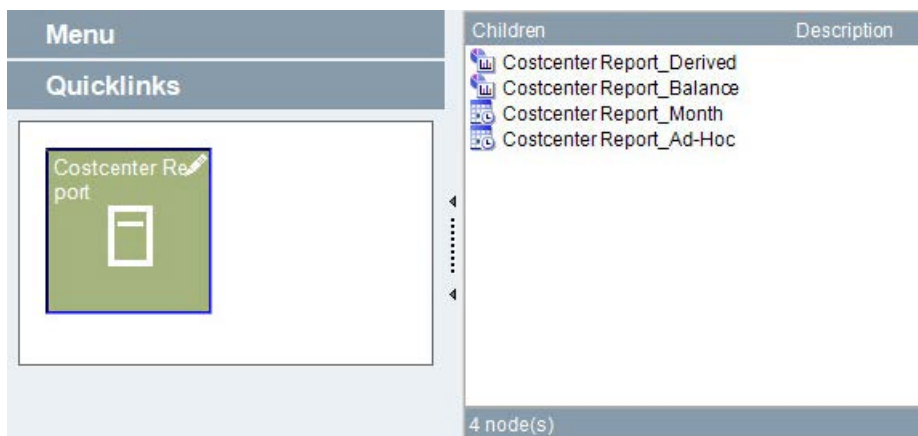 Menu
Quicklinks
Costcenter Re
port
Children Description
Costcenter Report_Derived
Costcenter Report_Balance
Costcenter Report_Month
Costcenter Report_Ad-Hoc
4 node(s)